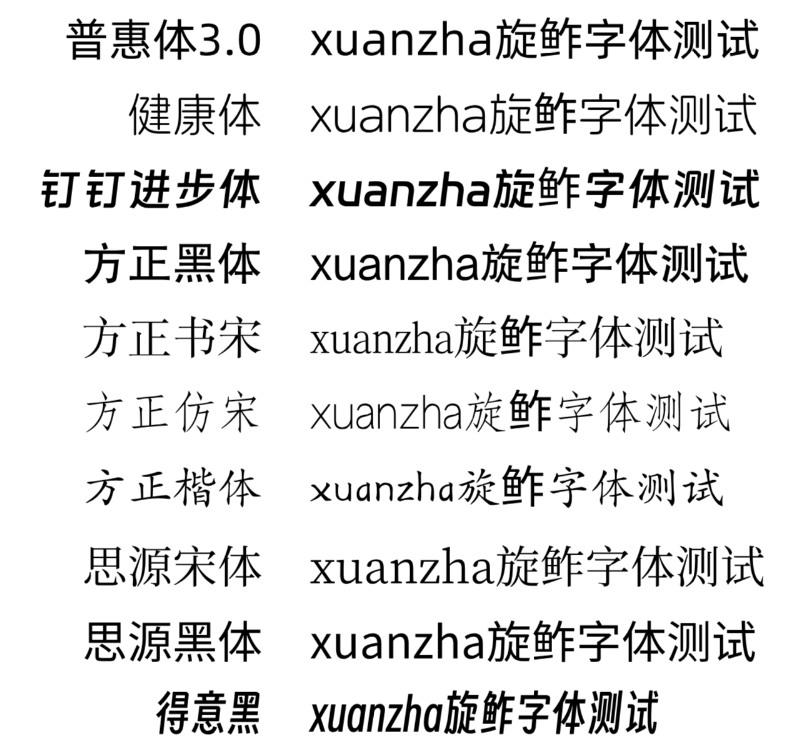 普惠体3.0 xuanzha旋鲊字体测试
健康体 xuanzha旋鲊字体测试
钉钉进步体 xuanzha旋鲊字体测试
方正黑体 xuanzha旋鲊字体测试
方正书宋 xuanzha旋鲊字体测试
方正仿宋 xuanzha旋鲊字体测试
方正楷体 xuanzha旋鲊字体测试
思源宋体 xuanzha旋鲊字体测试
思源黑体 xuanzha旋鲊字体测试
得意黑 xuanzha旋鲊字体测试